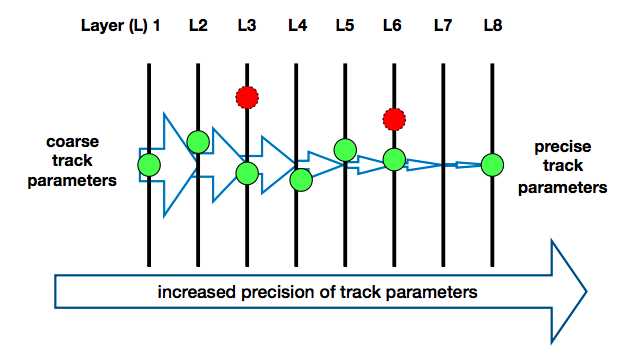 Layer (L) 1 L2 L3 L4 L5 L6 L7 L8
coarse
track
parameters
precise
track
parameters
increased precision of track parameters